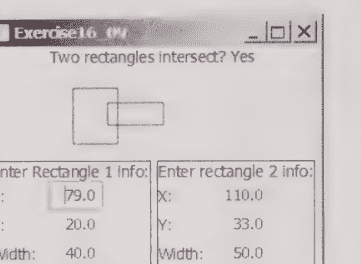 Exercise16_09
Two rectangles intersect? Yes
nter Rectangle 1 info: Enter rectangle 2 info:
: 79.0 X: 110.0
: 20.0 Y: 33.0
Width: 40.0 Width: 50.0